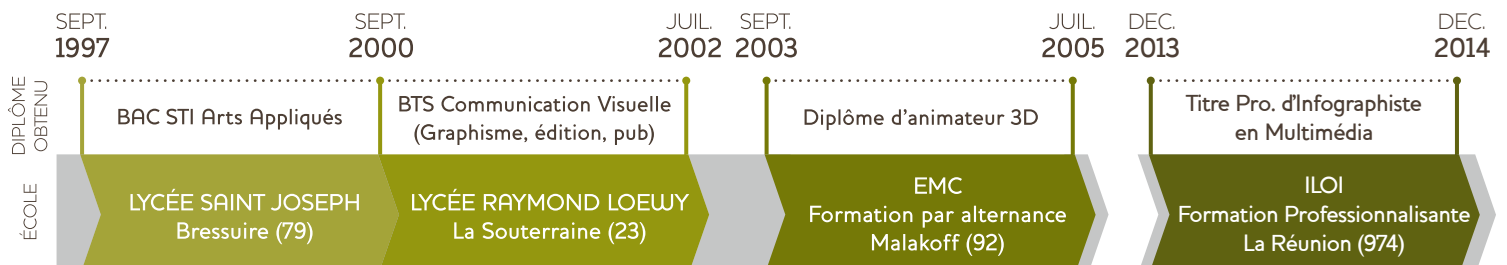 SEPT.
1997
SEPT.
2000
JUIL.
2002
SEPT.
2003
JUIL.
2005
DEC.
2013
DEC.
2014
DIPLÔME
OBTENU
BAC STI Arts Appliqués
BTS Communication Visuelle
(Graphisme, édition, pub)
Diplôme d'animateur 3D
Titre Pro. d'Infographiste
en Multimédia
ÉCOLE
LYCÉE SAINT JOSEPH
Bressuire (79)
LYCÉE RAYMOND LOEWY
La Souterraine (23)
EMC
Formation par alternance
Malakoff (92)
ILOI
Formation Professionnalisante
La Réunion (974)